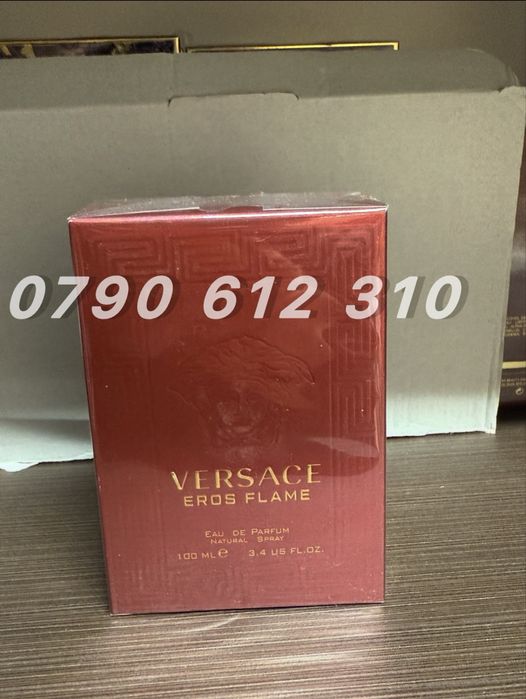 0790 612 310
VERSACE
EROS FLAME
EAU DE PARFUM
NATURAL SPRAY
100 ML ℮ 3.4 US FL.OZ.